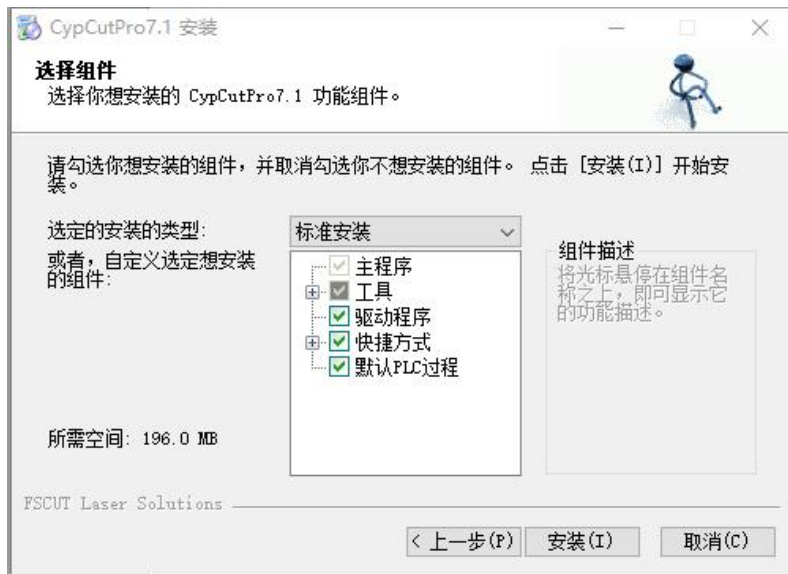 CypCutPro7.1 安装
选择组件
选择你想安装的 CypCutPro7.1 功能组件。
请勾选你想安装的组件，并取消勾选你不想安装的组件。 点击 [安装(I)] 开始安
装。
选定的安装的类型:
标准安装
或者，自定义选定想安装
的组件:
主程序
工具
驱动程序
快捷方式
默认PLC过程
组件描述
将光标悬停在组件名
称之上，即可显示它
的功能描述。
所需空间: 196.0 MB
FSCUT Laser Solutions
< 上一步(P)
安装(I)
取消(C)